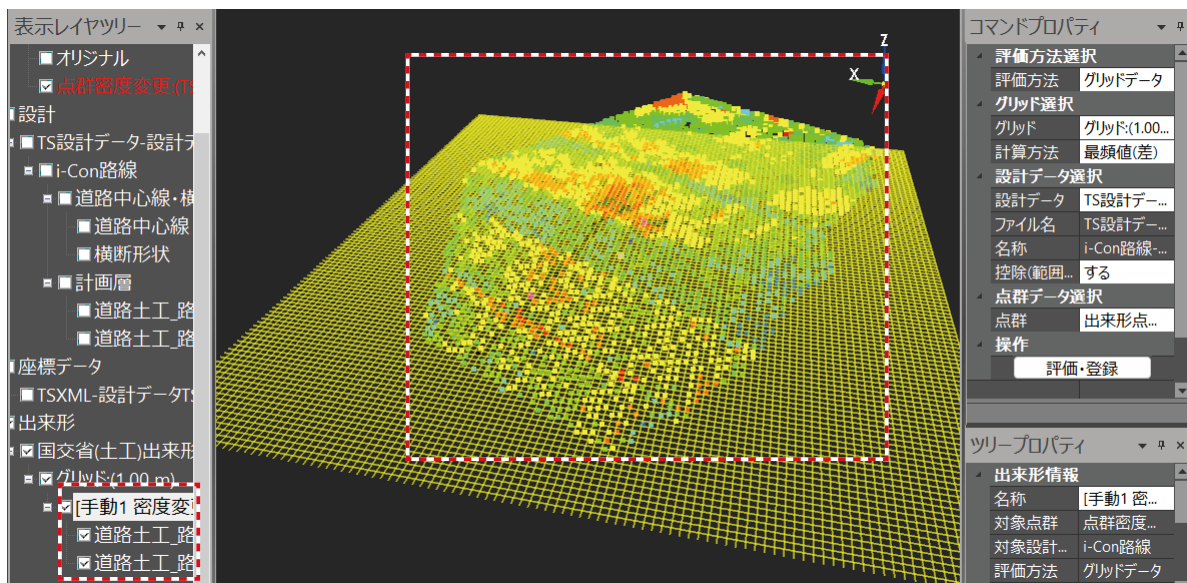 表示レイヤツリー
オリジナル
点群密度変更:(TS
設計
TS設計データ-設計デ
i-Con路線
道路中心線・横
道路中心線
横断形状
計画層
道路土工_路
道路土工_路
座標データ
TSXML-設計データTS
出来形
国交省(土工)出来形
グリッド:(1.00 m)
[手動1 密度変更
道路土工_路
道路土工_路
Z
X
コマンドプロパティ
評価方法選択
評価方法 グリッドデータ
グリッド選択
グリッド グリッド:(1.00...
計算方法 最頻値(差)
設計データ選択
設計データ TS設計デー...
ファイル名 TS設計デー...
名称 i-Con路線-...
控除(範囲... する
点群データ選択
点群 出来形点...
操作
評価・登録
ツリープロパティ
出来形情報
名称 [手動1 密...
対象点群 点群密度...
対象設計... i-Con路線
評価方法 グリッドデータ